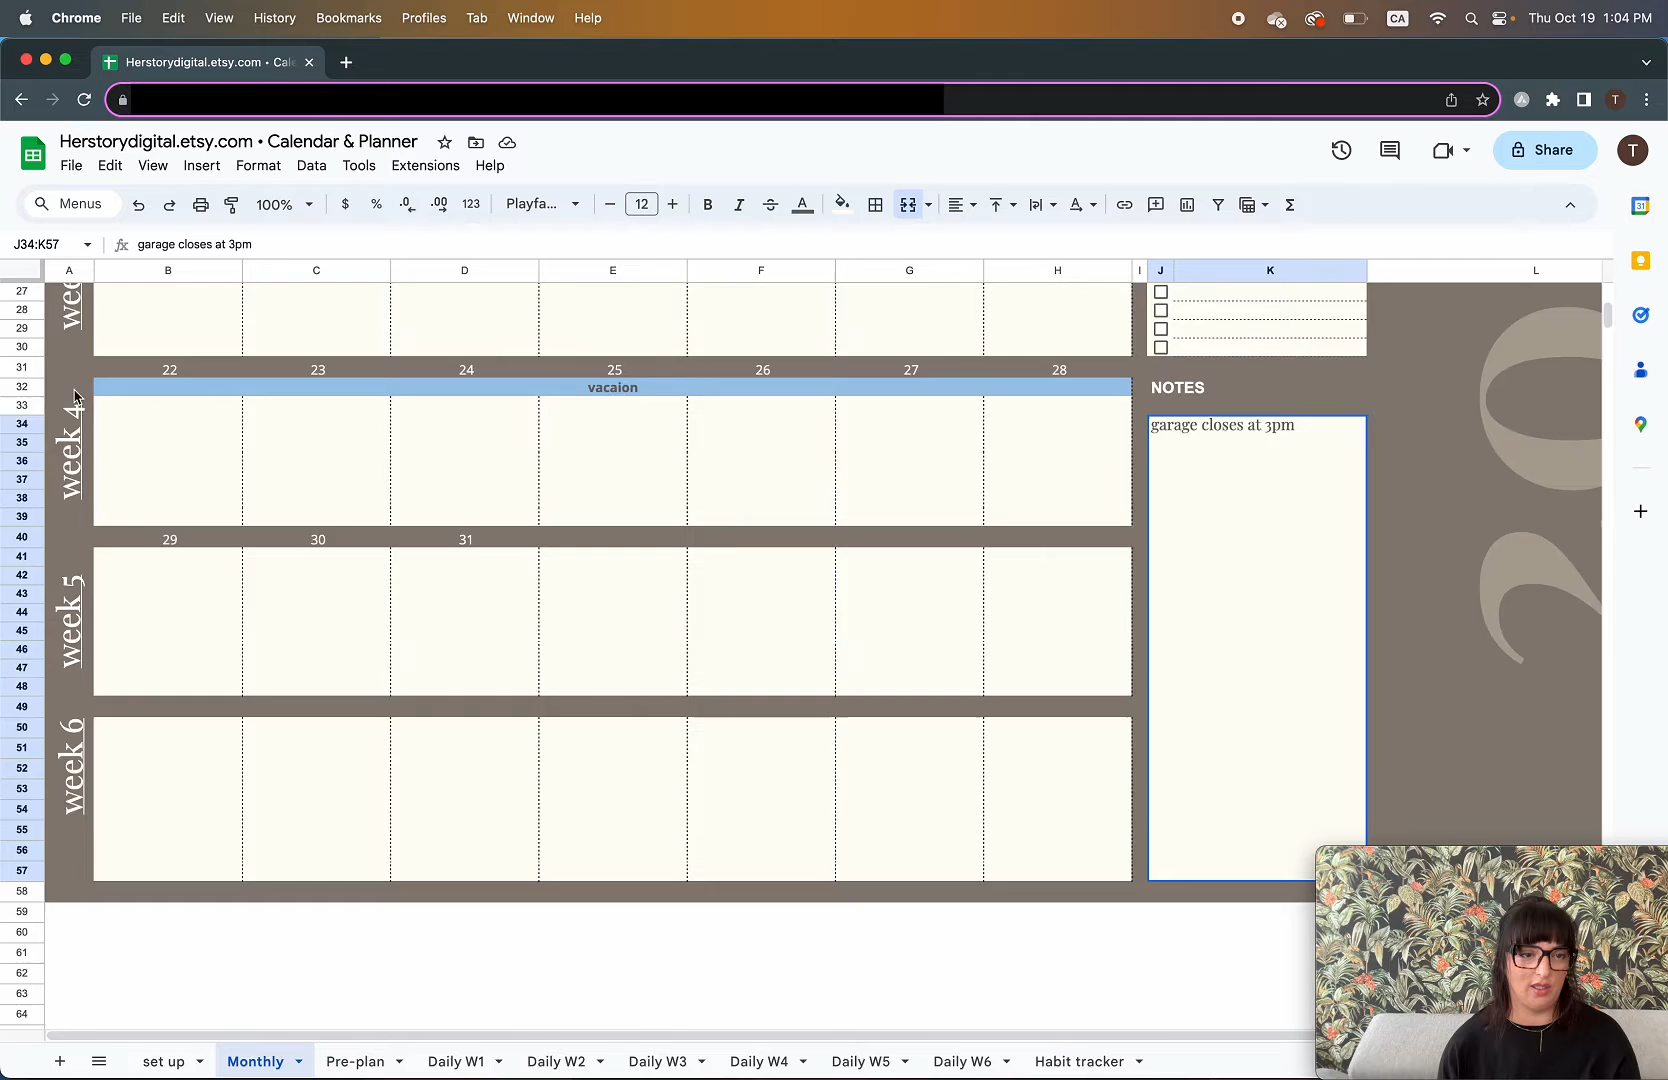 Chrome File Edit View History Bookmarks Profiles Tab Window Help CA Thu Oct 19 1:04 PM
Herstorydigital.etsy.com • Cale
T
Herstorydigital.etsy.com • Calendar & Planner
File Edit View Insert Format Data Tools Extensions Help
Share T
Menus 100% $ % .0 .00 123 Playfa... 12 B I S A Σ
31
J34:K57 fx garage closes at 3pm
A B C D E F G H I J K L
27
28
29
30
31 22 23 24 25 26 27 28
32 vacaion NOTES
33
34 garage closes at 3pm
35
36
37
38
39
40 29 30 31
41
42
43
44
45
46
47
48
49
50
51
52
53
54
55
56
57
58
59
60
61
62
63
64
wee
week 4
week 5
week 6
set up Monthly Pre-plan Daily W1 Daily W2 Daily W3 Daily W4 Daily W5 Daily W6 Habit tracker